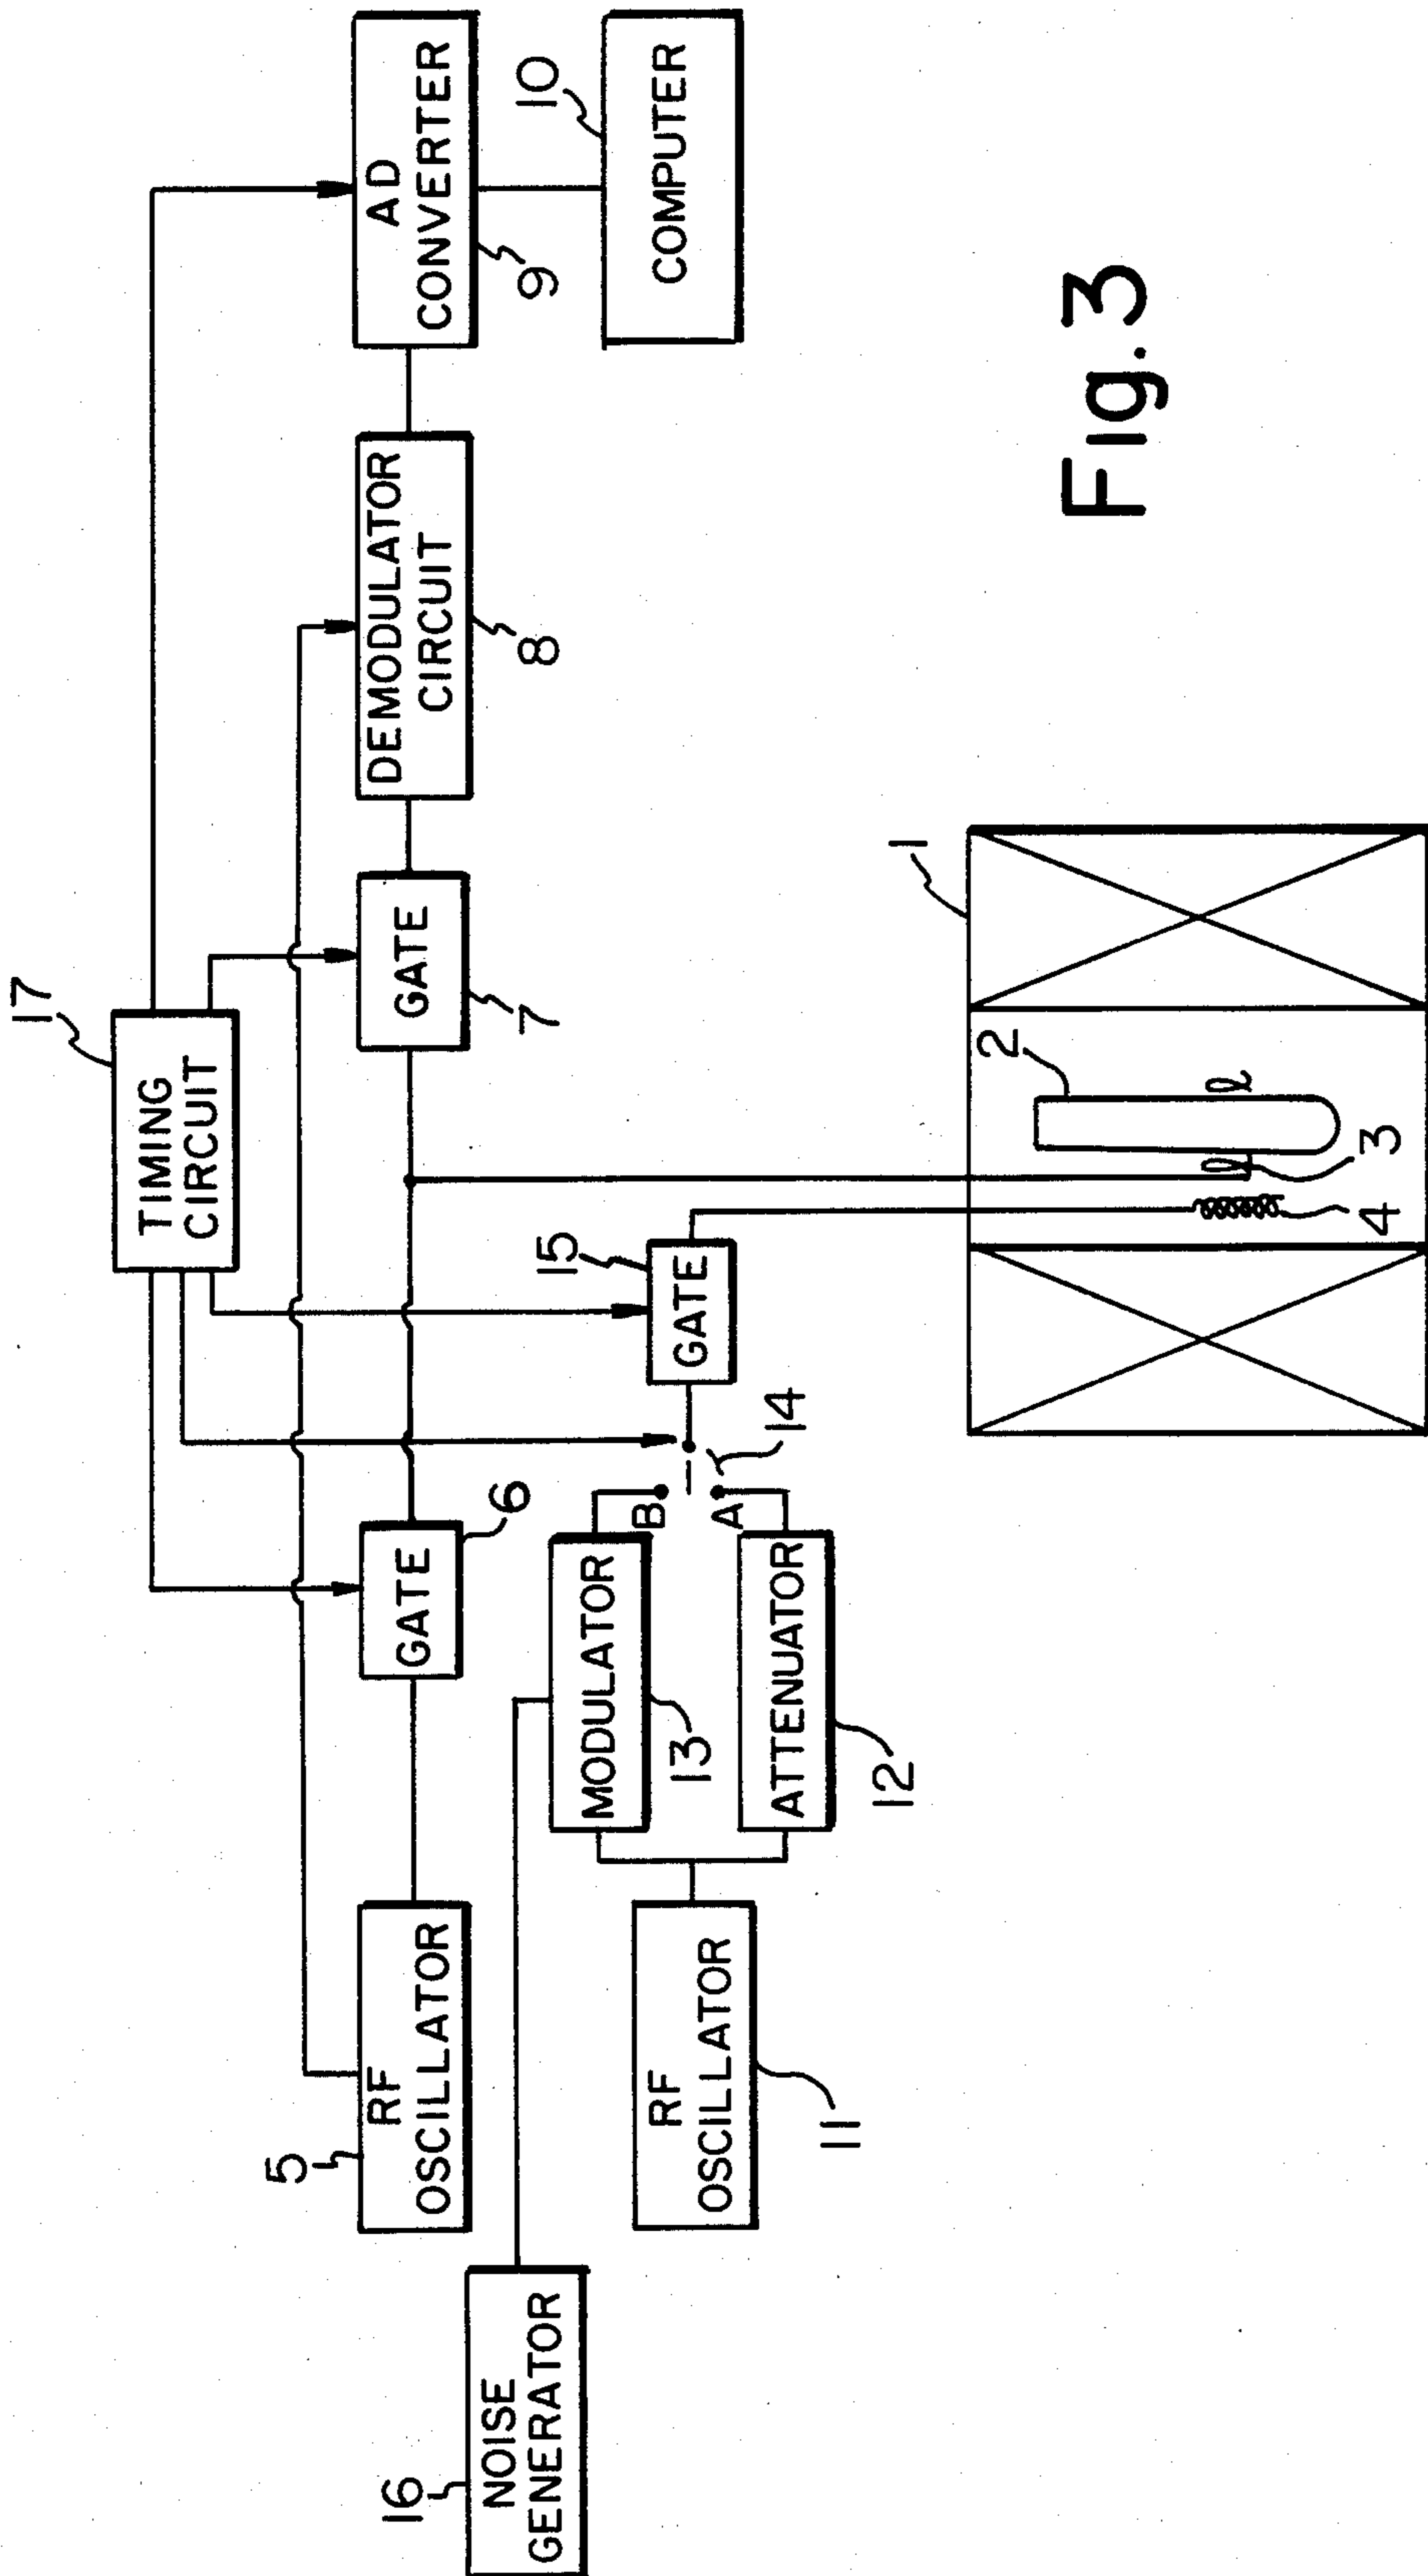 17
TIMING
CIRCUIT
5
RF
OSCILLATOR
GATE
6
GATE
7
DEMODULATOR
CIRCUIT
8
AD
CONVERTER
9
10
COMPUTER
16
NOISE
GENERATOR
RF
OSCILLATOR
11
MODULATOR
13
B
A
14
ATTENUATOR
12
15
GATE
1
2
3
4
Fig. 3